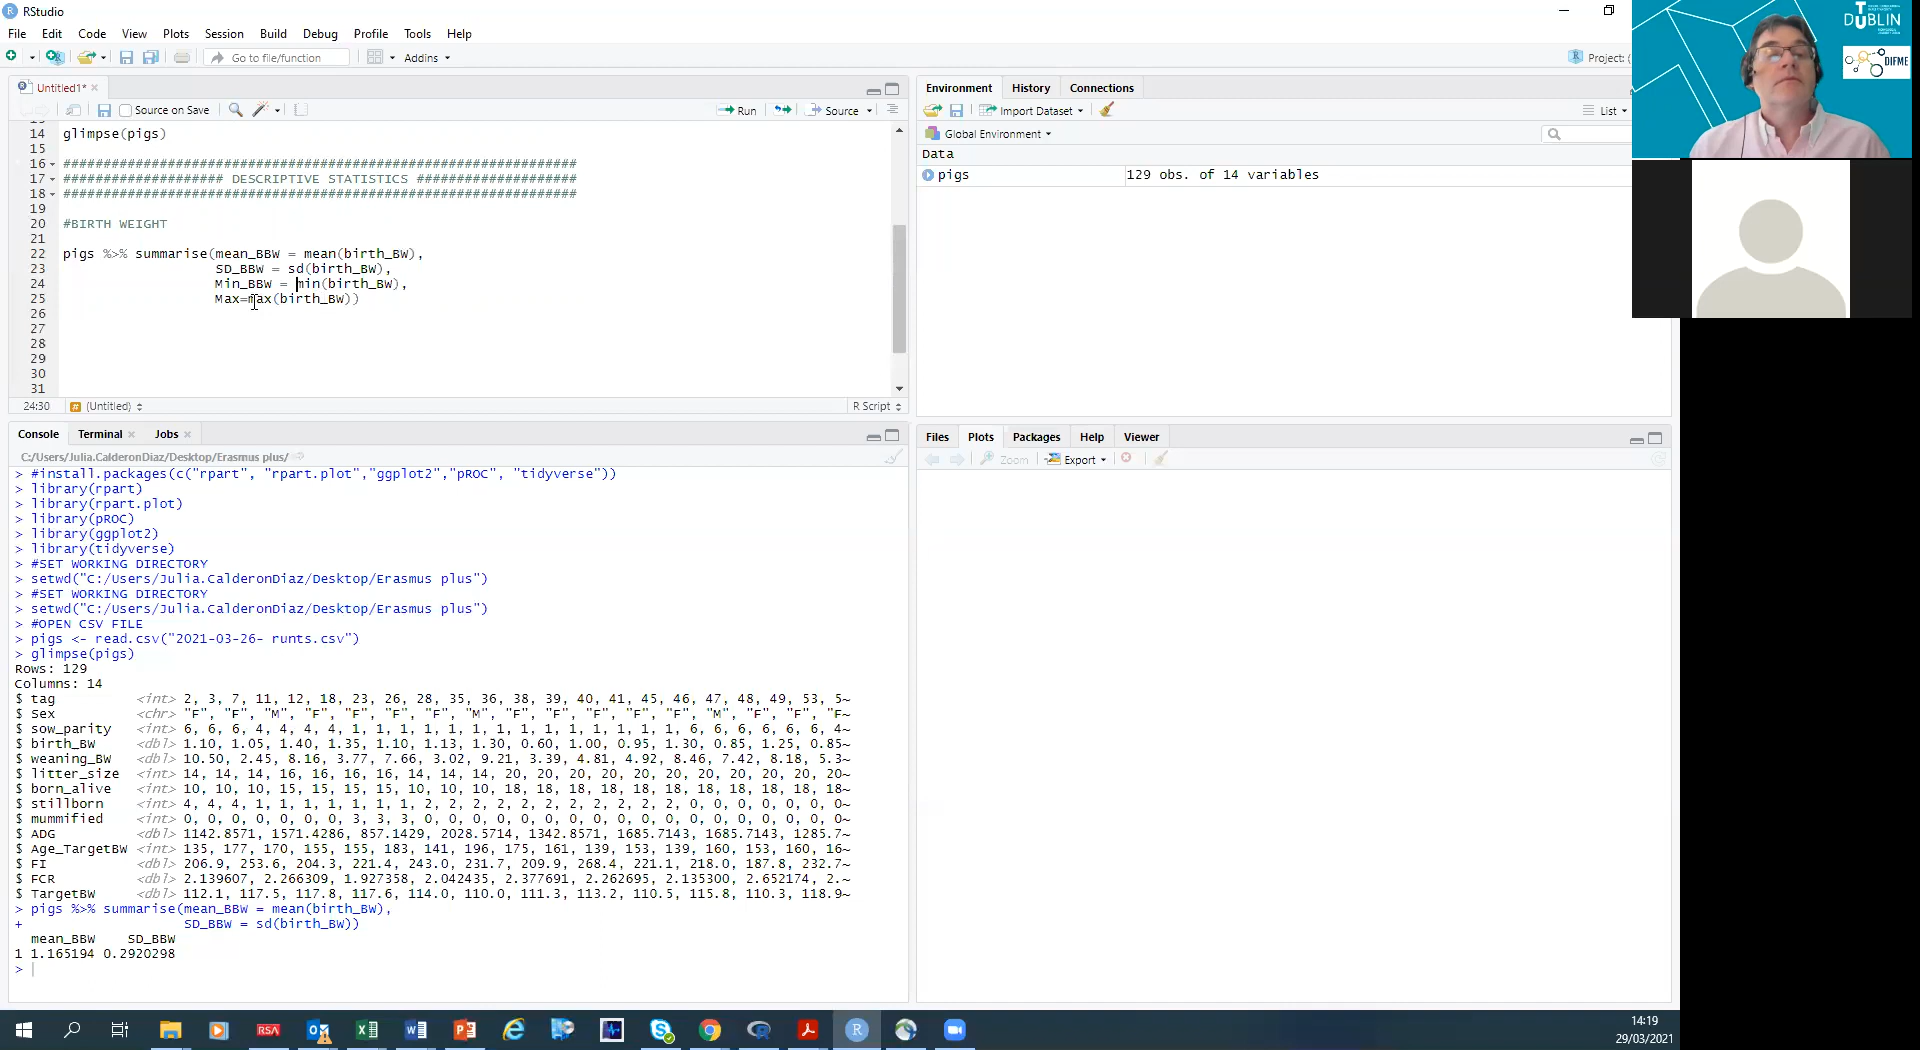 RStudio
File Edit Code View Plots Session Build Debug Profile Tools Help
Go to file/function Addins Project: (
Untitled1*
Source on Save Run Source
14 glimpse(pigs)
15
16 ################################################################
17 #################### DESCRIPTIVE STATISTICS ####################
18 ################################################################
19
20 #BIRTH WEIGHT
21
22 pigs %>% summarise(mean_BBW = mean(birth_BW),
23 SD_BBW = sd(birth_BW),
24 Min_BBW = min(birth_BW),
25 Max=max(birth_BW))
26
27
28
29
30
31
24:30 (Untitled) R Script
Console Terminal Jobs
C:/Users/Julia.CalderonDiaz/Desktop/Erasmus plus/
> #install.packages(c("rpart", "rpart.plot","ggplot2","pROC", "tidyverse"))
> library(rpart)
> library(rpart.plot)
> library(pROC)
> library(ggplot2)
> library(tidyverse)
> #SET WORKING DIRECTORY
> setwd("C:/Users/Julia.CalderonDiaz/Desktop/Erasmus plus")
> #SET WORKING DIRECTORY
> setwd("C:/Users/Julia.CalderonDiaz/Desktop/Erasmus plus")
> #OPEN CSV FILE
> pigs <- read.csv("2021-03-26- runts.csv")
> glimpse(pigs)
Rows: 129
Columns: 14
$ tag <int> 2, 3, 7, 11, 12, 18, 23, 26, 28, 35, 36, 38, 39, 40, 41, 45, 46, 47, 48, 49, 53, 5~
$ Sex <chr> "F", "F", "M", "F", "F", "F", "F", "M", "F", "F", "F", "F", "F", "M", "F", "F", "F~
$ sow_parity <int> 6, 6, 6, 4, 4, 4, 4, 1, 1, 1, 1, 1, 1, 1, 1, 1, 1, 1, 1, 1, 6, 6, 6, 6, 6, 6, 4~
$ birth_BW <dbl> 1.10, 1.05, 1.40, 1.35, 1.10, 1.13, 1.30, 0.60, 1.00, 0.95, 1.30, 0.85, 1.25, 0.85~
$ weaning_BW <dbl> 10.50, 2.45, 8.16, 3.77, 7.66, 3.02, 9.21, 3.39, 4.81, 4.92, 8.46, 7.42, 8.18, 5.3~
$ litter_size <int> 14, 14, 14, 16, 16, 16, 16, 14, 14, 14, 20, 20, 20, 20, 20, 20, 20, 20, 20, 20, 20~
$ born_alive <int> 10, 10, 10, 15, 15, 15, 15, 10, 10, 10, 18, 18, 18, 18, 18, 18, 18, 18, 18, 18, 18~
$ stillborn <int> 4, 4, 4, 1, 1, 1, 1, 1, 1, 1, 2, 2, 2, 2, 2, 2, 2, 2, 2, 2, 2, 0, 0, 0, 0, 0, 0~
$ mummified <int> 0, 0, 0, 0, 0, 0, 0, 3, 3, 3, 0, 0, 0, 0, 0, 0, 0, 0, 0, 0, 0, 0, 0, 0, 0, 0, 0~
$ ADG <dbl> 1142.8571, 1571.4286, 857.1429, 2028.5714, 1342.8571, 1685.7143, 1685.7143, 1285.7~
$ Age_TargetBW <int> 135, 177, 170, 155, 155, 183, 141, 196, 175, 161, 139, 153, 139, 160, 153, 160, 16~
$ FI <dbl> 206.9, 253.6, 204.3, 221.4, 243.0, 231.7, 209.9, 268.4, 221.1, 218.0, 187.8, 232.7~
$ FCR <dbl> 2.139607, 2.266309, 1.927358, 2.042435, 2.377691, 2.262695, 2.135300, 2.652174, 2.~
$ TargetBW <dbl> 112.1, 117.5, 117.8, 117.6, 114.0, 110.0, 111.3, 113.2, 110.5, 115.8, 110.3, 118.9~
> pigs %>% summarise(mean_BBW = mean(birth_BW),
+ SD_BBW = sd(birth_BW))
mean_BBW SD_BBW
1 1.165194 0.2920298
>
Environment History Connections
Import Dataset List
Global Environment
Data
pigs 129 obs. of 14 variables
Files Plots Packages Help Viewer
Zoom Export
TU DUBLIN
DIFME
14:19
29/03/2021